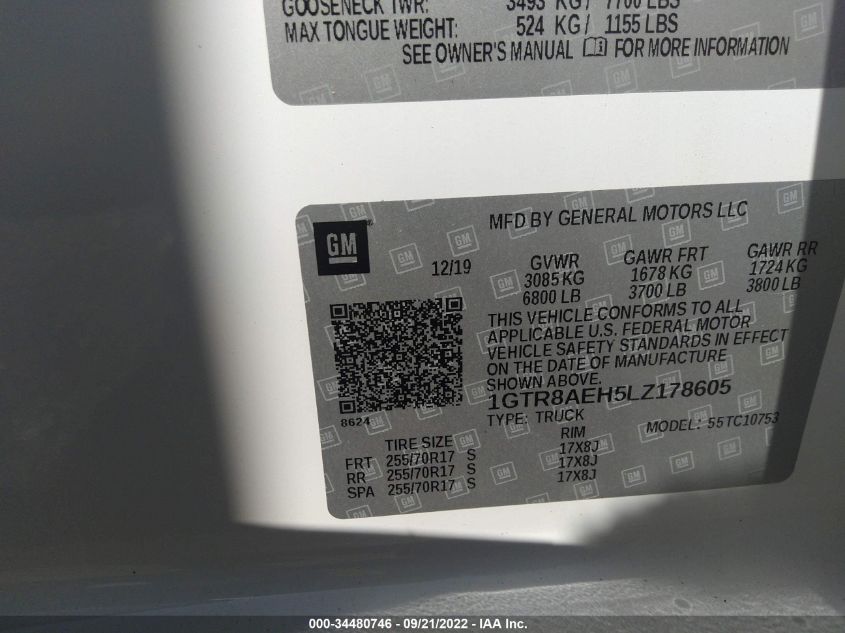 GOOSENECK TWR: 3493 KG / 7700 LBS
MAX TONGUE WEIGHT: 524 KG / 1155 LBS
SEE OWNER'S MANUAL FOR MORE INFORMATION
MFD BY GENERAL MOTORS LLC
GM
12/19 GVWR GAWR FRT GAWR RR
3085 KG 1678 KG 1724 KG
6800 LB 3700 LB 3800 LB
THIS VEHICLE CONFORMS TO ALL
APPLICABLE U.S. FEDERAL MOTOR
VEHICLE SAFETY STANDARDS IN EFFECT
ON THE DATE OF MANUFACTURE
SHOWN ABOVE.
1GTR8AEH5LZ178605
8624 TYPE: TRUCK MODEL: 55TC10753
TIRE SIZE RIM
FRT 255/70R17 S 17X8J
RR 255/70R17 S 17X8J
SPA 255/70R17 S 17X8J
000-34480746 - 09/21/2022 - IAA Inc.